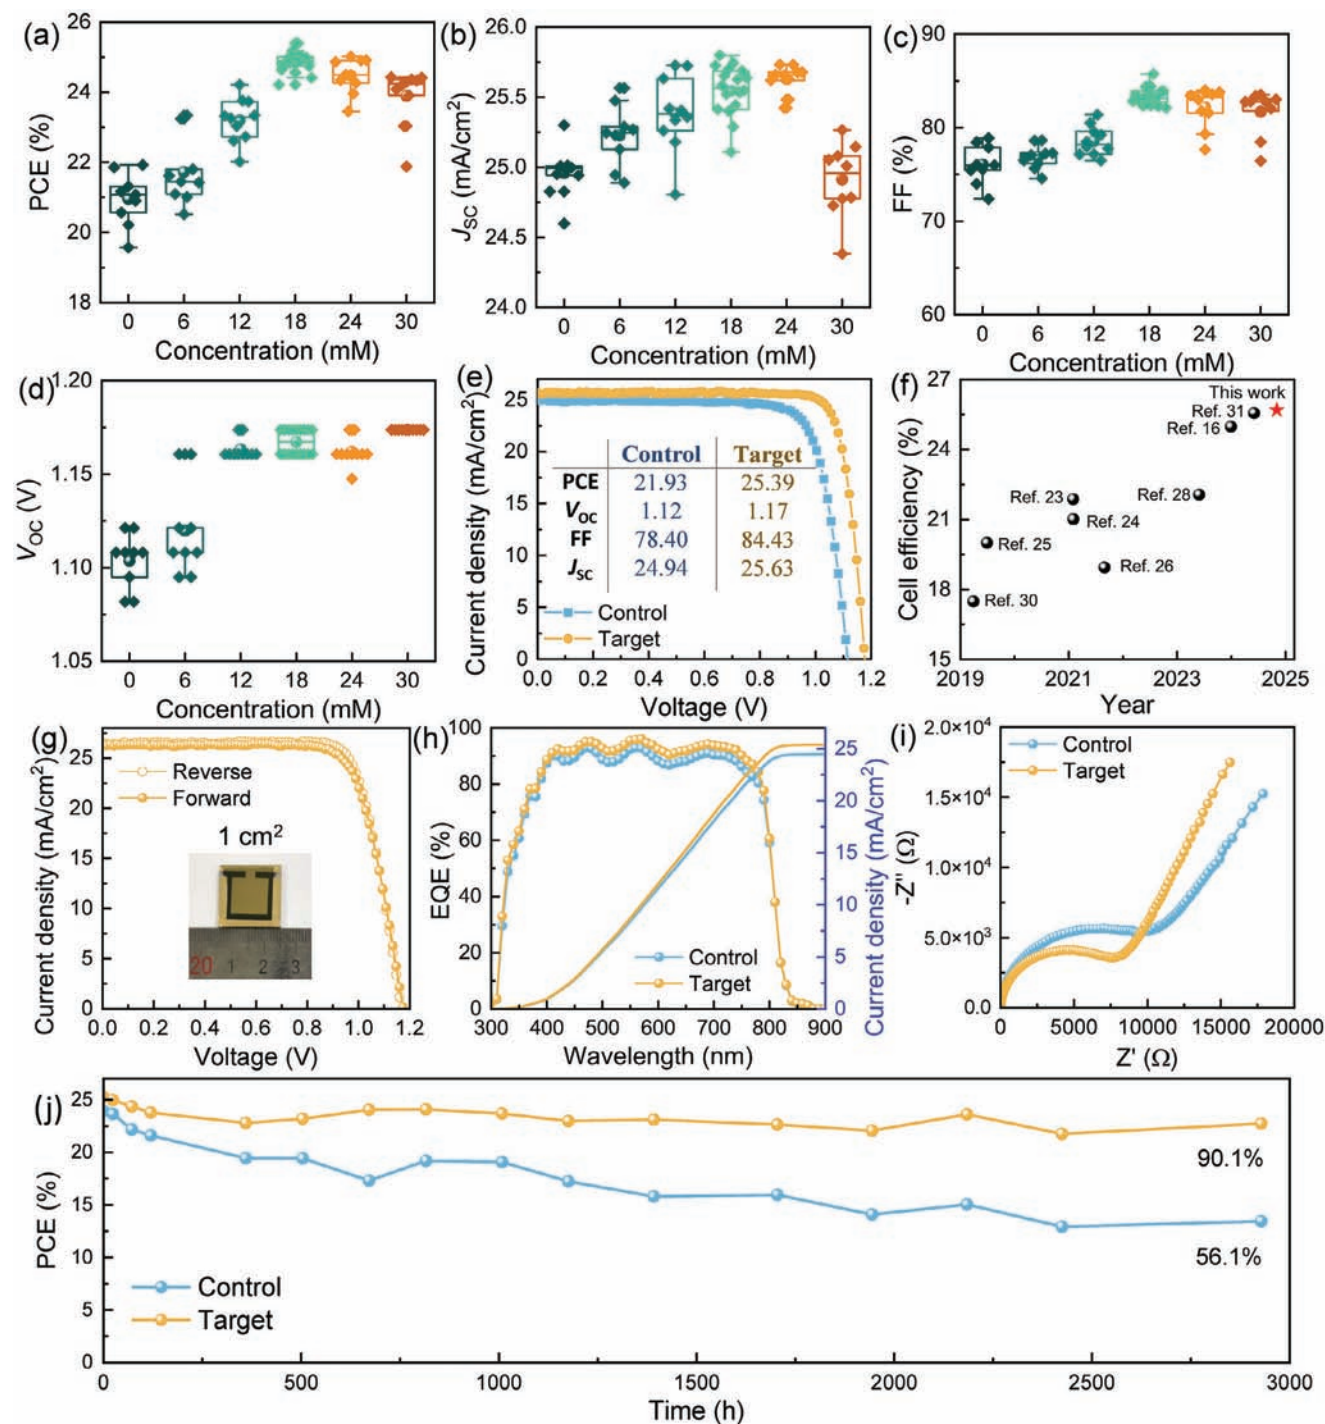 (a)
PCE (%)
26
24
22
20
18
0 6 12 18 24 30
Concentration (mM)
(b)
JSC (mA/cm2)
26.0
25.5
25.0
24.5
24.0
0 6 12 18 24 30
Concentration (mM)
(c)
FF (%)
90
80
70
60
0 6 12 18 24 30
Concentration (mM)
(d)
VOC (V)
1.20
1.15
1.10
1.05
0 6 12 18 24 30
Concentration (mM)
(e)
Current density (mA/cm2)
25
20
15
10
5
0
Control Target
PCE 21.93 25.39
VOC 1.12 1.17
FF 78.40 84.43
JSC 24.94 25.63
Control
Target
0.0 0.2 0.4 0.6 0.8 1.0 1.2
Voltage (V)
(f)
Cell efficiency (%)
27
24
21
18
15
This work
Ref. 31
Ref. 16
Ref. 23
Ref. 28
Ref. 24
Ref. 25
Ref. 26
Ref. 30
2019 2021 2023 2025
Year
(g)
Current density (mA/cm2)
25
20
15
10
5
0
Reverse
Forward
1 cm2
20 1 2 3
0.0 0.2 0.4 0.6 0.8 1.0 1.2
Voltage (V)
(h)
EQE (%)
100
80
60
40
20
0
Control
Target
25
20
15
10
5
0
Current density (mA/cm2)
300 400 500 600 700 800 900
Wavelength (nm)
(i)
-Z'' (Ω)
-2.0×104
-1.5×104
-1.0×104
-5.0×103
0.0
Control
Target
0 5000 10000 15000 20000
Z' (Ω)
(j)
PCE (%)
25
20
15
10
5
0
90.1%
56.1%
Control
Target
0 500 1000 1500 2000 2500 3000
Time (h)